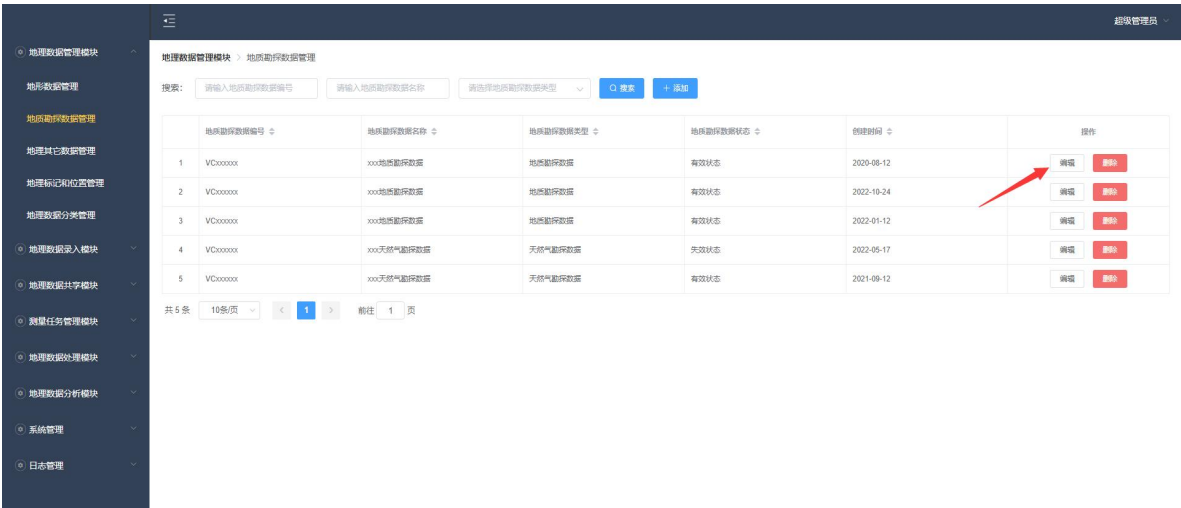 超级管理员
地理数据管理模块
地形数据管理
地质勘探数据管理
地理其它数据管理
地理标记和位置管理
地理数据分类管理
地理数据录入模块
地理数据共享模块
测量任务管理模块
地理数据处理模块
地理数据分析模块
系统管理
日志管理
地理数据管理模块 > 地质勘探数据管理
搜索: 请输入地质勘探数据编号 请输入地质勘探数据名称 请选择地质勘探数据类型 搜索 + 添加
地质勘探数据编号 地质勘探数据名称 地质勘探数据类型 地质勘探数据状态 创建时间 操作
1 VCxxxxxx xxx地质勘探数据 地质勘探数据 有效状态 2020-08-12 编辑 删除
2 VCxxxxxx xxx地质勘探数据 地质勘探数据 有效状态 2022-10-24 编辑 删除
3 VCxxxxxx xxx地质勘探数据 地质勘探数据 有效状态 2022-01-12 编辑 删除
4 VCxxxxxx xxx天然气勘探数据 天然气勘探数据 失效状态 2022-05-17 编辑 删除
5 VCxxxxxx xxx天然气勘探数据 天然气勘探数据 有效状态 2021-09-12 编辑 删除
共 5 条 10条/页 < 1 > 前往 1 页